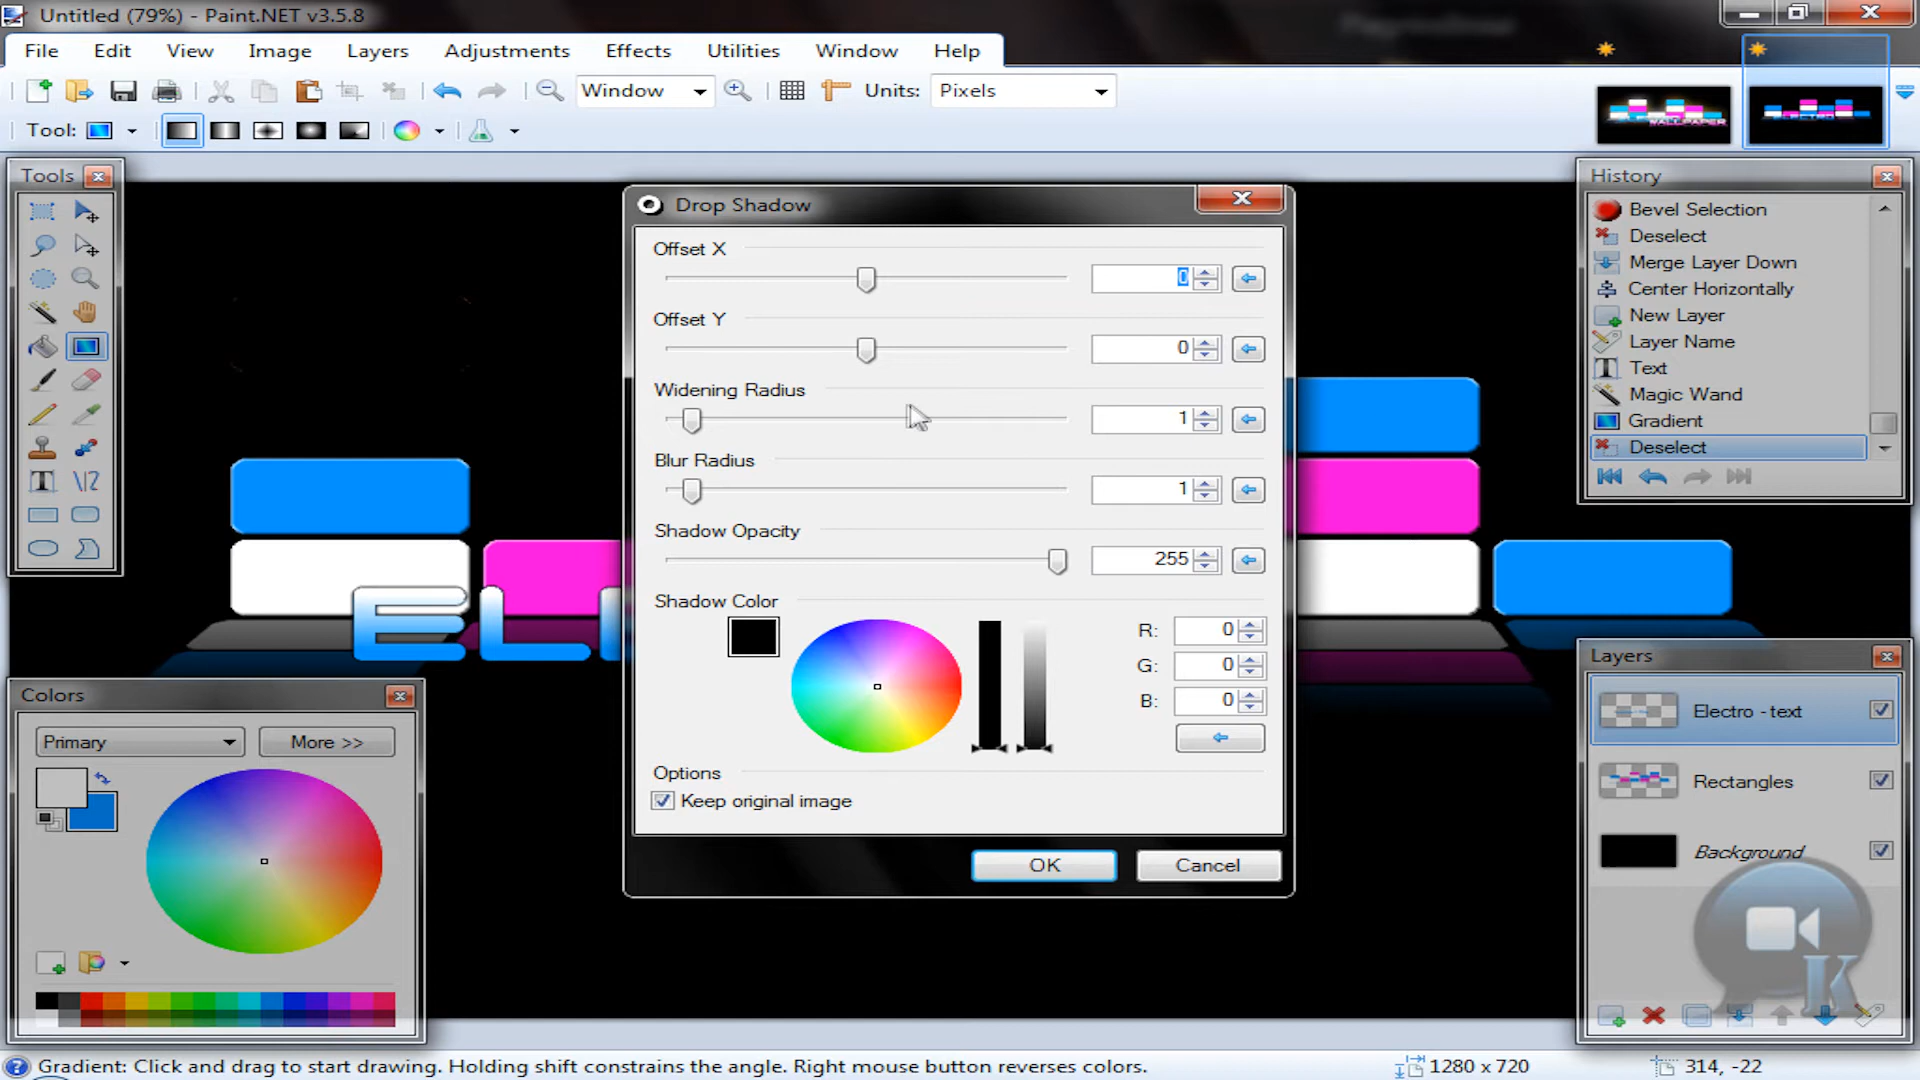 Untitled (79%) - Paint.NET v3.5.8
File Edit View Image Layers Adjustments Effects Utilities Window Help
Window Units: Pixels
Tool:
WALLPAPER
ELECTRO
Tools
History
Bevel Selection
Deselect
Merge Layer Down
Center Horizontally
New Layer
Layer Name
Text
Magic Wand
Gradient
Deselect
Drop Shadow
Offset X
0
Offset Y
0
Widening Radius
1
Blur Radius
1
Shadow Opacity
255
Shadow Color
R: 0
G: 0
B: 0
Options
Keep original image
OK Cancel
ELE
Colors
Primary More >>
Layers
Electro - text
Rectangles
Background
K
Gradient: Click and drag to start drawing. Holding shift constrains the angle. Right mouse button reverses colors.
1280 x 720
314, -22